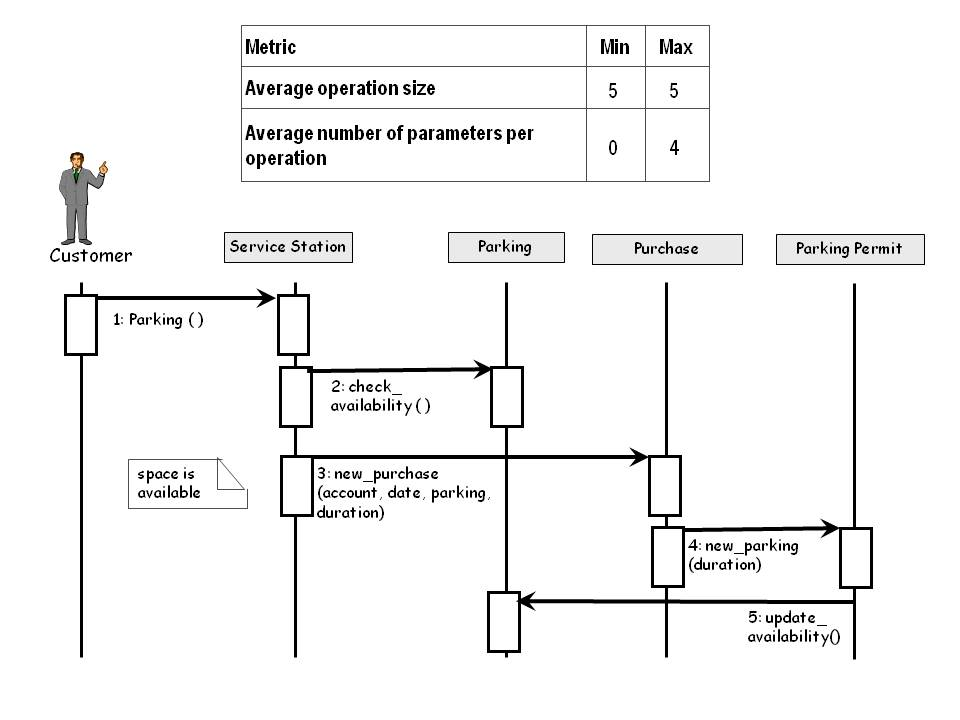 Metric Min Max
Average operation size 5 5
Average number of parameters per
operation 0 4
Customer
Service Station
Parking
Purchase
Parking Permit
1: Parking ( )
2: check_
availability ( )
space is
available
3: new_purchase
(account, date, parking,
duration)
4: new_parking
(duration)
5: update_
availability()